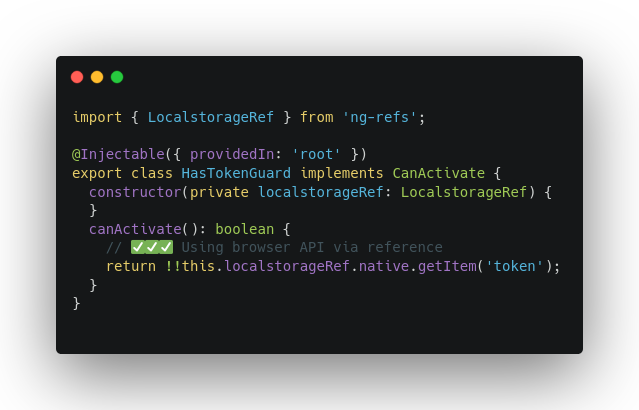 import { LocalstorageRef } from 'ng-refs';
@Injectable({ providedIn: 'root' })
export class HasTokenGuard implements CanActivate {
constructor(private localstorageRef: LocalstorageRef) {
}
canActivate(): boolean {
// ✅✅✅ Using browser API via reference
return !!this.localstorageRef.native.getItem('token');
}
}